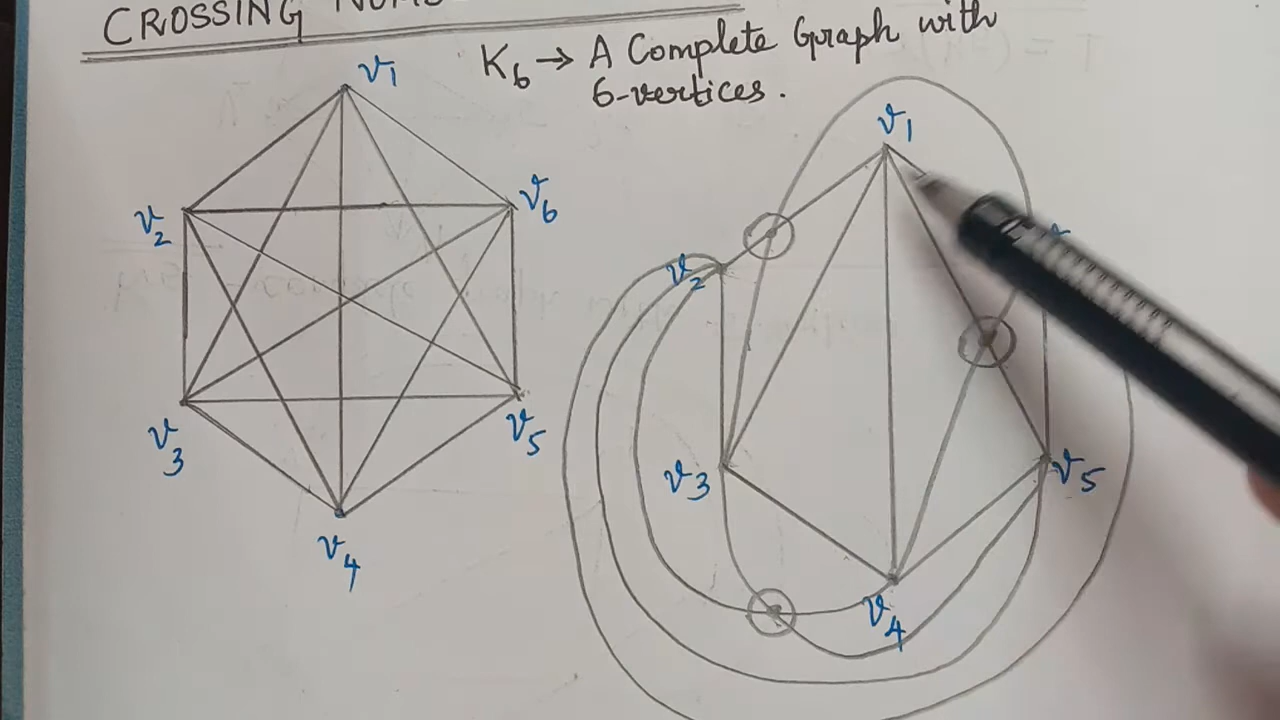 CROSSING
K6 → A Complete Graph with
6-vertices.
v1
v2
v6
v3
v5
v4
v1
v2
v3
v5
v4